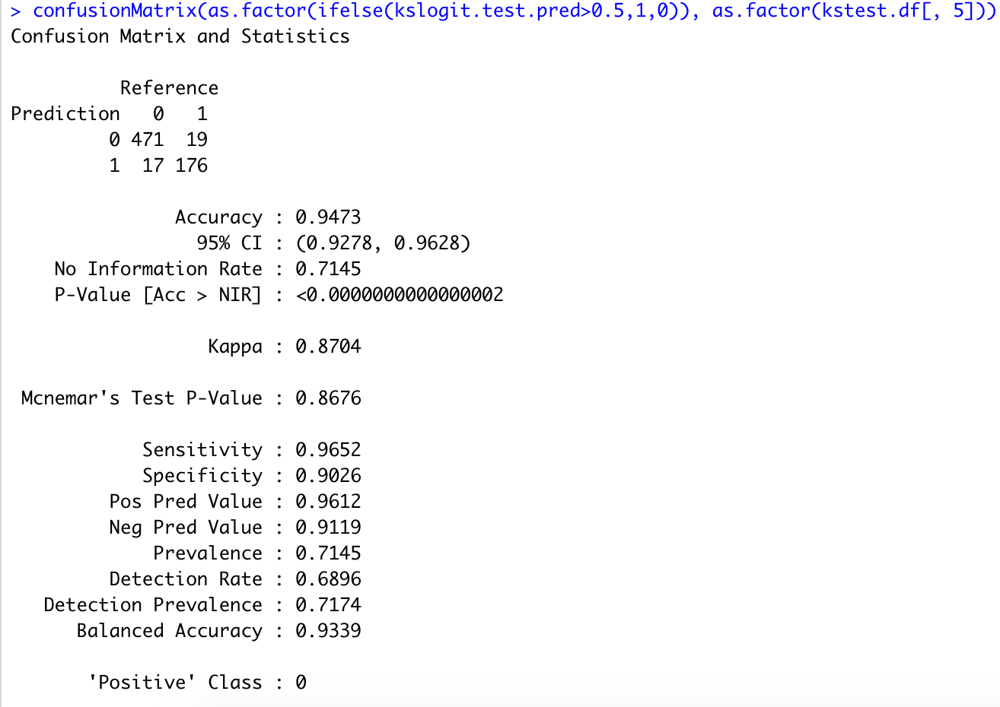 > confusionMatrix(as.factor(ifelse(kslogit.test.pred>0.5,1,0)), as.factor(kstest.df[, 5]))
Confusion Matrix and Statistics
Reference
Prediction 0 1
0 471 19
1 17 176
Accuracy : 0.9473
95% CI : (0.9278, 0.9628)
No Information Rate : 0.7145
P-Value [Acc > NIR] : <0.0000000000000002
Kappa : 0.8704
Mcnemar's Test P-Value : 0.8676
Sensitivity : 0.9652
Specificity : 0.9026
Pos Pred Value : 0.9612
Neg Pred Value : 0.9119
Prevalence : 0.7145
Detection Rate : 0.6896
Detection Prevalence : 0.7174
Balanced Accuracy : 0.9339
'Positive' Class : 0